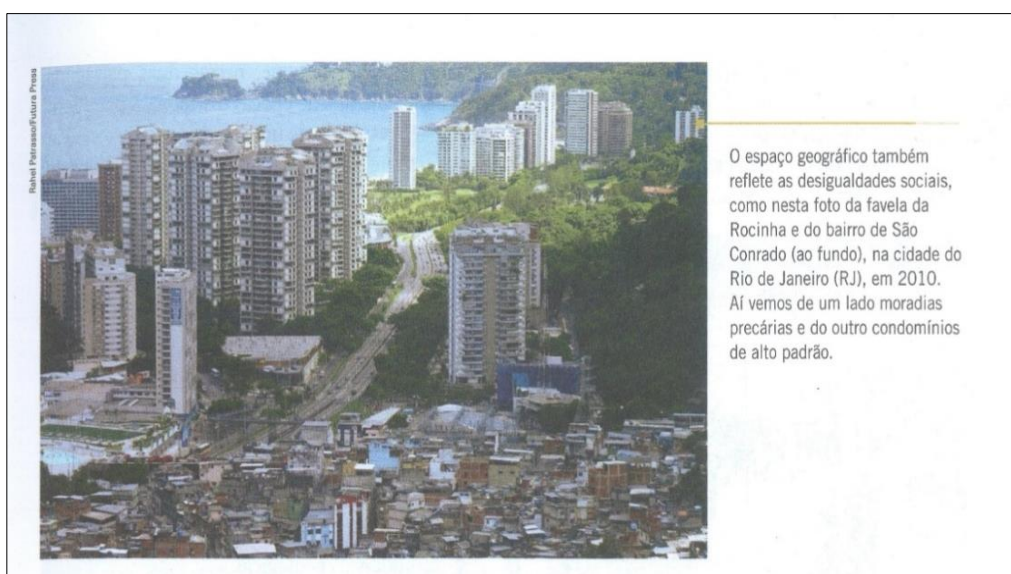 Rahel Patrasso/Futura Press
O espaço geográfico também
reflete as desigualdades sociais,
como nesta foto da favela da
Rocinha e do bairro de São
Conrado (ao fundo), na cidade do
Rio de Janeiro (RJ), em 2010.
Aí vemos de um lado moradias
precárias e do outro condomínios
de alto padrão.